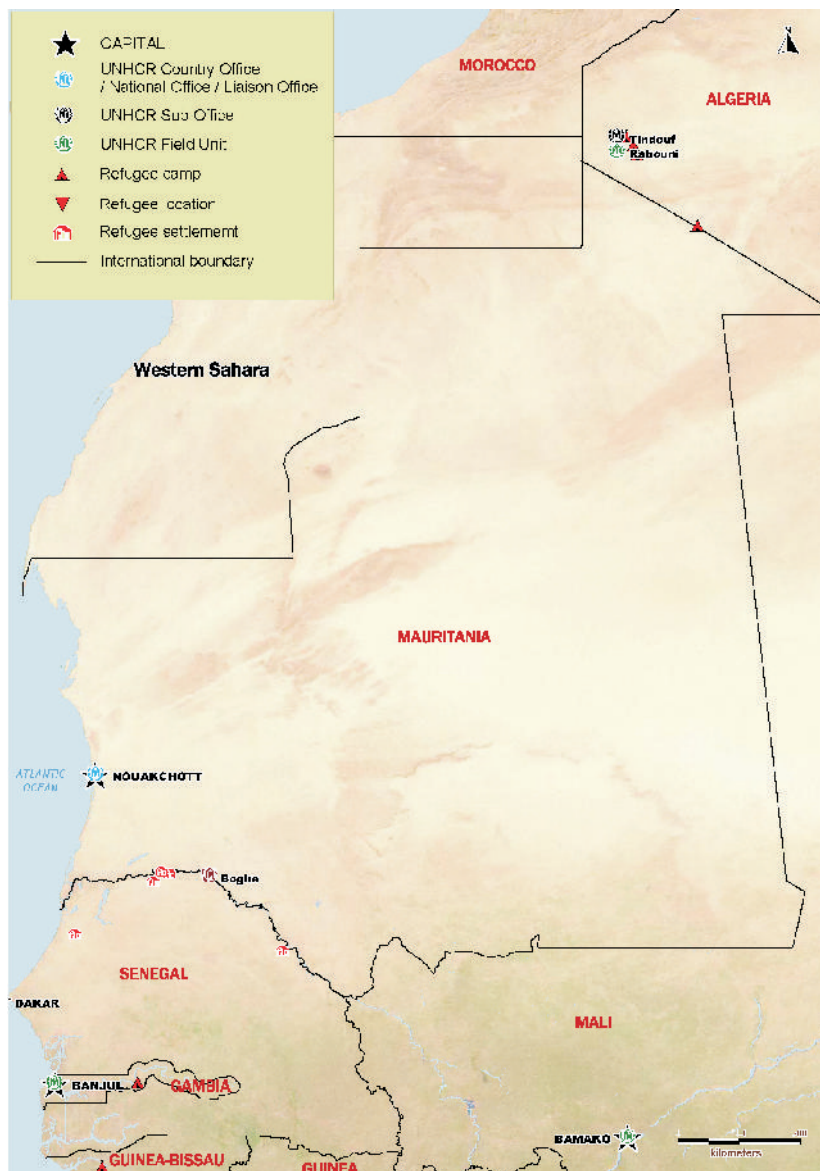 CAPITAL
UNHCR Country Office
/ National Office / Liaison Office
UNHCR Sub Office
UNHCR Field Unit
Refugee camp
Refugee location
Refugee settlememt
International boundary
MOROCCO
ALGERIA
Tindouf
Rabouni
Western Sahara
MAURITANIA
ATLANTIC
OCEAN
NOUAKCHOTT
Boghe
SENEGAL
DAKAR
MALI
BANJUL
GAMBIA
BAMAKO
kilometers
GUINEA-BISSAU
GUINEA